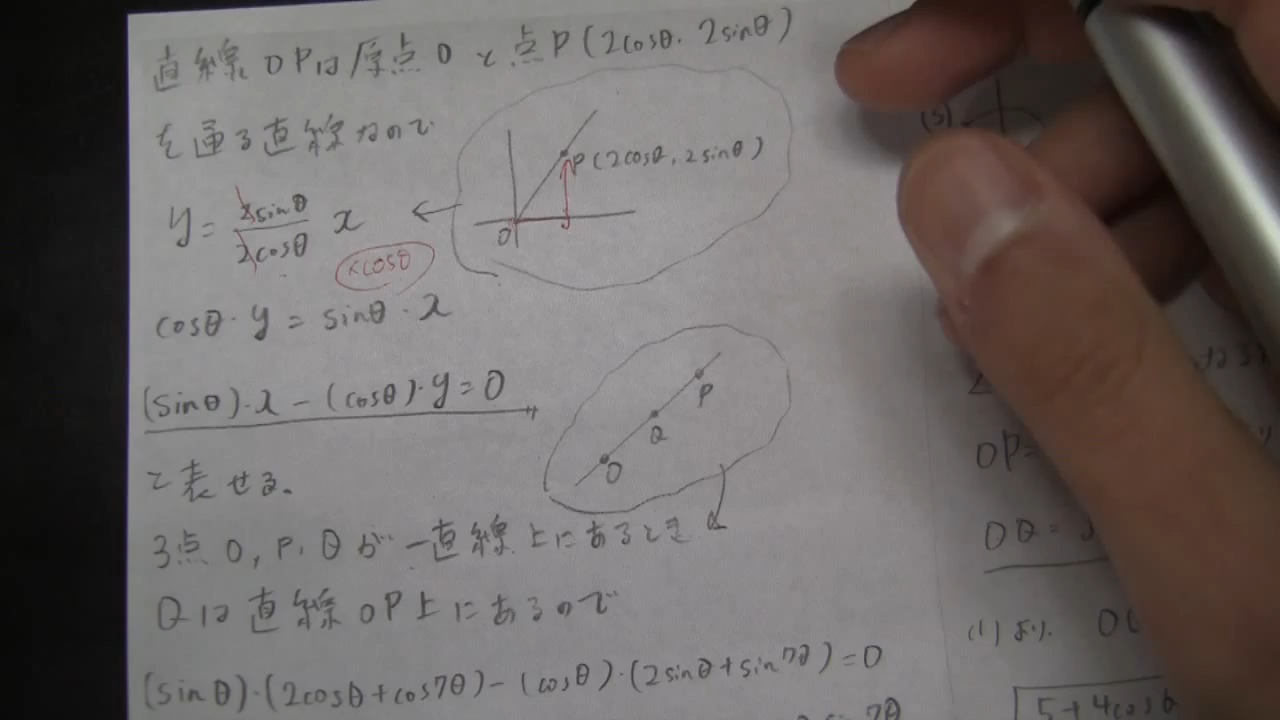 直線OPは原点Oと点P(2cosθ, 2sinθ)
を通る直線なので
P(2cosθ, 2sinθ)
O
y = 2sinθ/2cosθ x
×cosθ
cosθ・y = sinθ・x
(sinθ)・x - (cosθ)・y = 0
P
Q
O
と表せる。
3点O, P, Qが一直線上にあるとき
Qは直線OP上にあるので
(sinθ)・(2cosθ+cos7θ) - (cosθ)・(2sinθ+sin7θ) = 0
(5)
OP=
OQ=
(1)より,
5+4cos6